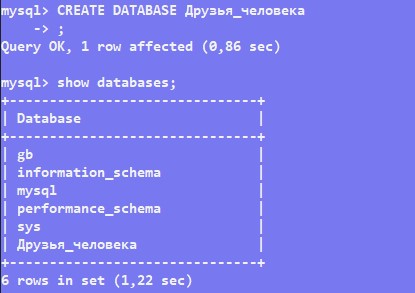 mysql> CREATE DATABASE Друзья_человека
    -> ;
Query OK, 1 row affected (0,86 sec)

mysql> show databases;
+--------------------------------+
| Database                       |
+--------------------------------+
| gb                             |
| information_schema             |
| mysql                          |
| performance_schema             |
| sys                            |
| Друзья_человека                |
+--------------------------------+
6 rows in set (1,22 sec)